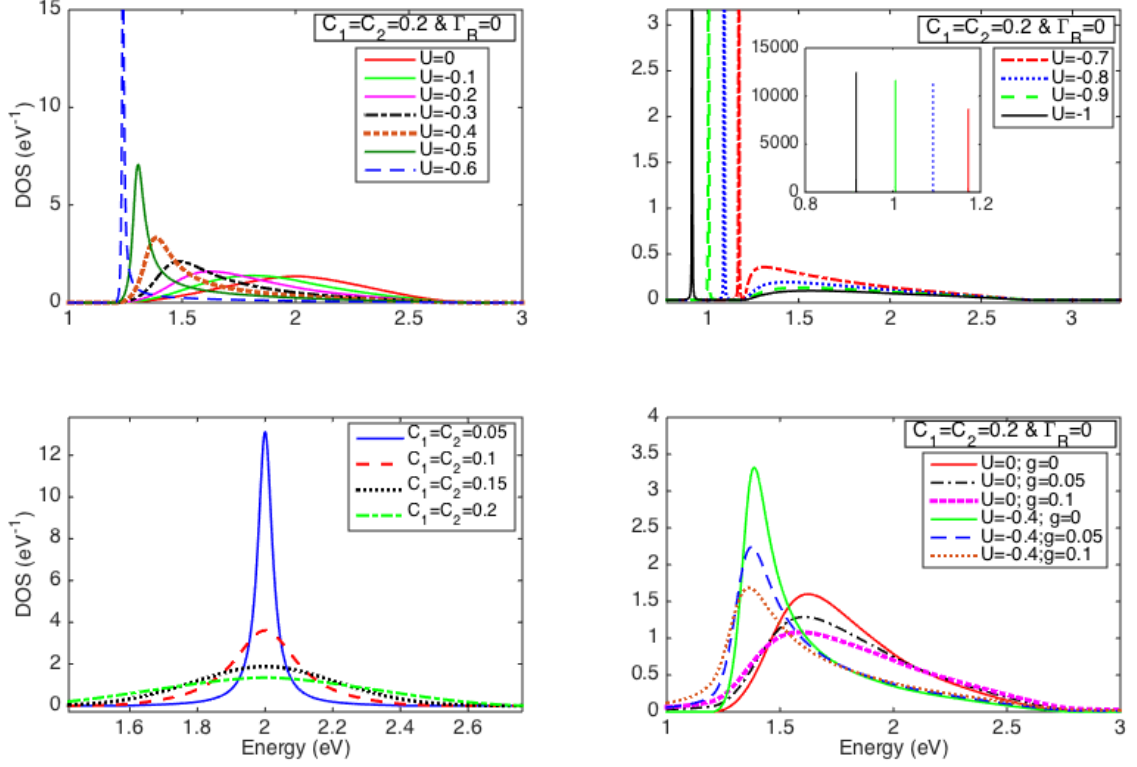 C1=C2=0.2 & ΓR=0
U=0
U=-0.1
U=-0.2
U=-0.3
U=-0.4
U=-0.5
U=-0.6
DOS (eV-1)
15
10
5
0
1 1.5 2 2.5 3
C1=C2=0.2 & ΓR=0
U=-0.7
U=-0.8
U=-0.9
U=-1
3
2.5
2
1.5
1
0.5
0
1 1.5 2 2.5 3
15000
10000
5000
0
0.8 1 1.2
C1=C2=0.05
C1=C2=0.1
C1=C2=0.15
C1=C2=0.2
DOS (eV-1)
12
10
8
6
4
2
0
1.6 1.8 2 2.2 2.4 2.6
Energy (eV)
C1=C2=0.2 & ΓR=0
U=0; g=0
U=0; g=0.05
U=0; g=0.1
U=-0.4; g=0
U=-0.4;g=0.05
U=-0.4;g=0.1
4
3.5
3
2.5
2
1.5
1
0.5
0
1 1.5 2 2.5 3
Energy (eV)